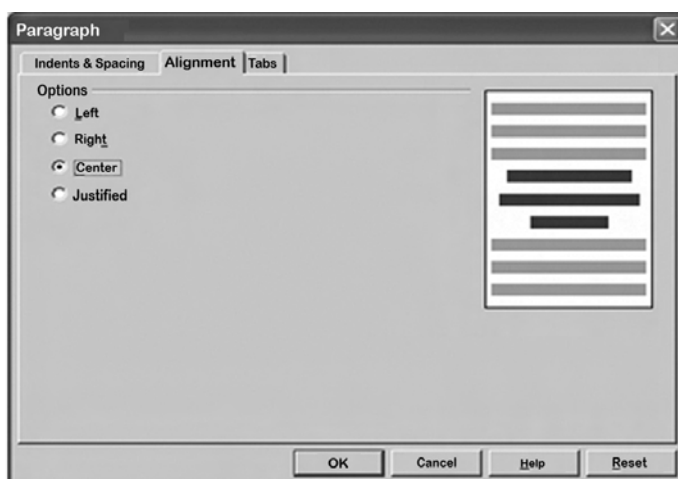 Paragraph
Indents & Spacing Alignment Tabs
Options
Left
Right
Center
Justified
OK Cancel Help Reset